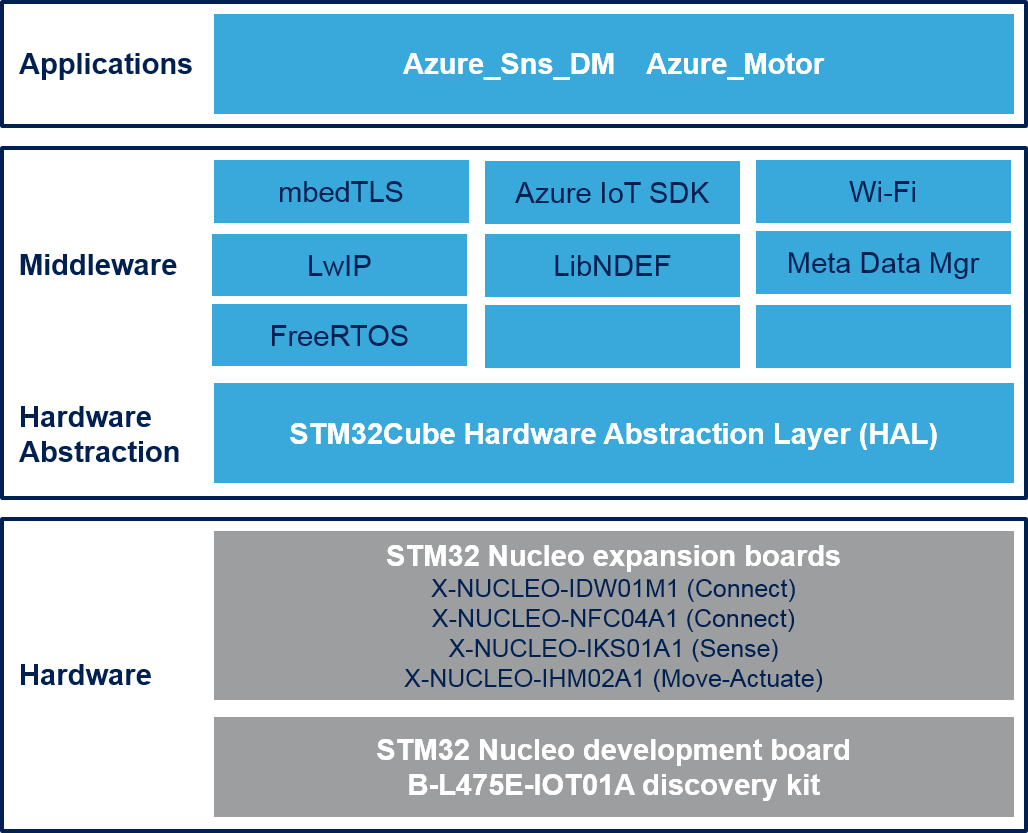 Applications
Azure_Sns_DM Azure_Motor
Middleware
mbedTLS
Azure IoT SDK
Wi-Fi
LwIP
LibNDEF
Meta Data Mgr
FreeRTOS
Hardware
Abstraction
STM32Cube Hardware Abstraction Layer (HAL)
Hardware
STM32 Nucleo expansion boards
X-NUCLEO-IDW01M1 (Connect)
X-NUCLEO-NFC04A1 (Connect)
X-NUCLEO-IKS01A1 (Sense)
X-NUCLEO-IHM02A1 (Move-Actuate)
STM32 Nucleo development board
B-L475E-IOT01A discovery kit